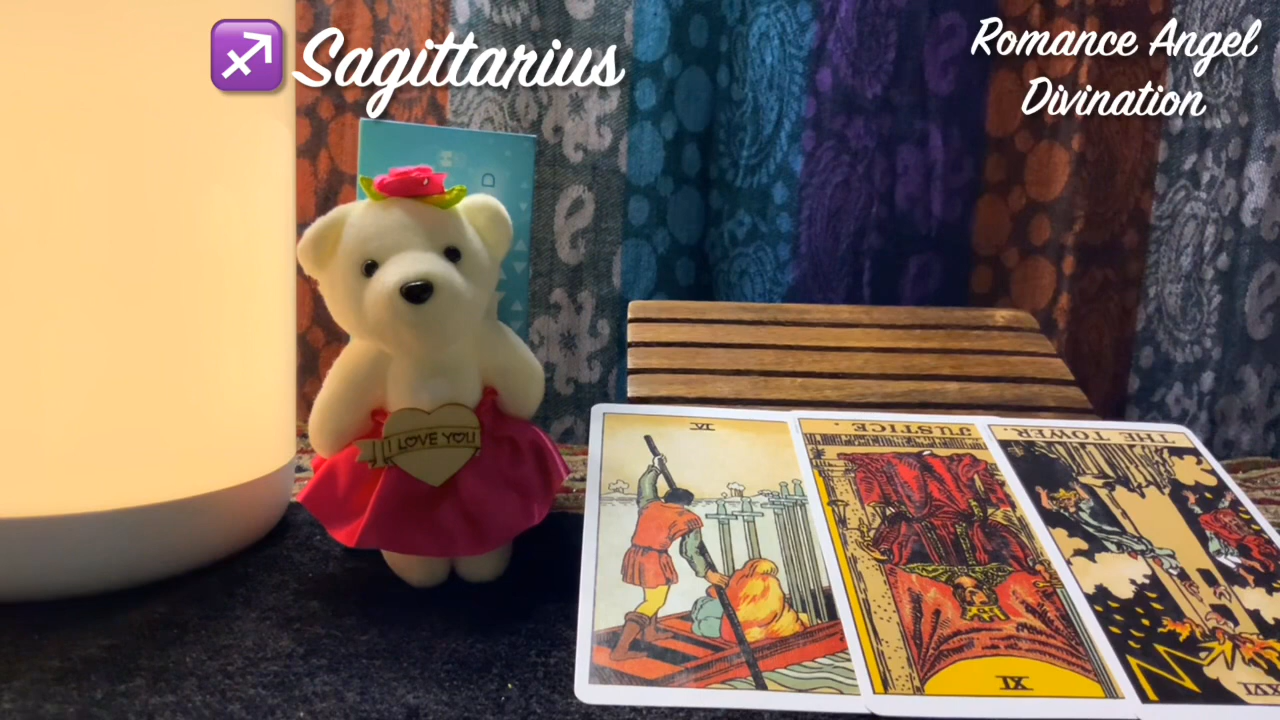 ♐ Sagittarius
Romance Angel
Divination
D
I LOVE YOU
VI
JUSTICE.
THE TOWER.
XI
XVI